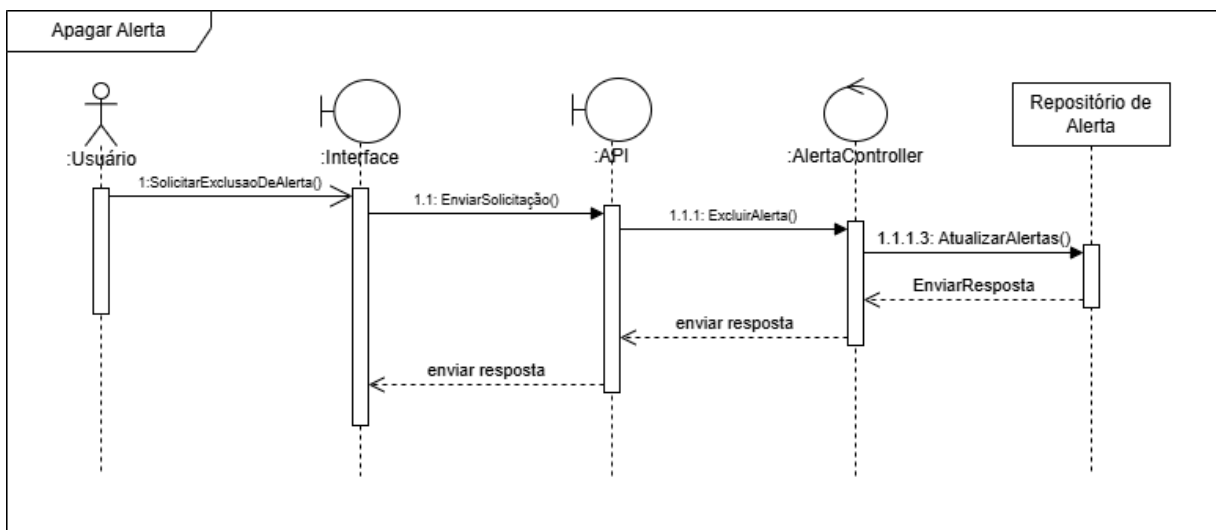 Apagar Alerta
Repositório de
Alerta
:Usuário
:Interface
:API
:AlertaController
1:SolicitarExclusaoDeAlerta()
1.1: EnviarSolicitação()
1.1.1: ExcluirAlerta()
1.1.1.3: AtualizarAlertas()
EnviarResposta
enviar resposta
enviar resposta